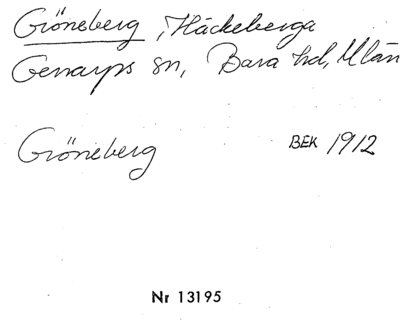 Gröneberg, Häckeberga
Genarps sn, Bara hd, M län
Gröneberg BEK 1912
Nr 13195